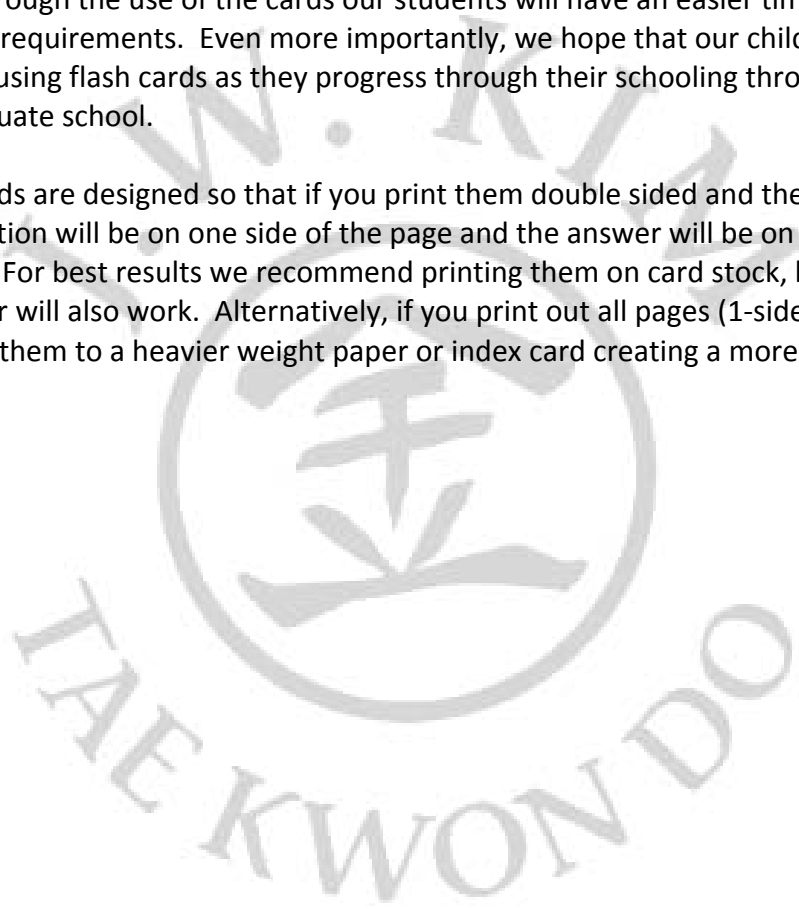 ough the use of the cards our students will have an easier tim
requirements.  Even more importantly, we hope that our child
using flash cards as they progress through their schooling thro
uate school.
ds are designed so that if you print them double sided and the
tion will be on one side of the page and the answer will be on
For best results we recommend printing them on card stock, b
r will also work.  Alternatively, if you print out all pages (1-side
them to a heavier weight paper or index card creating a more
J. W. KIM
金
TAE KWON DO